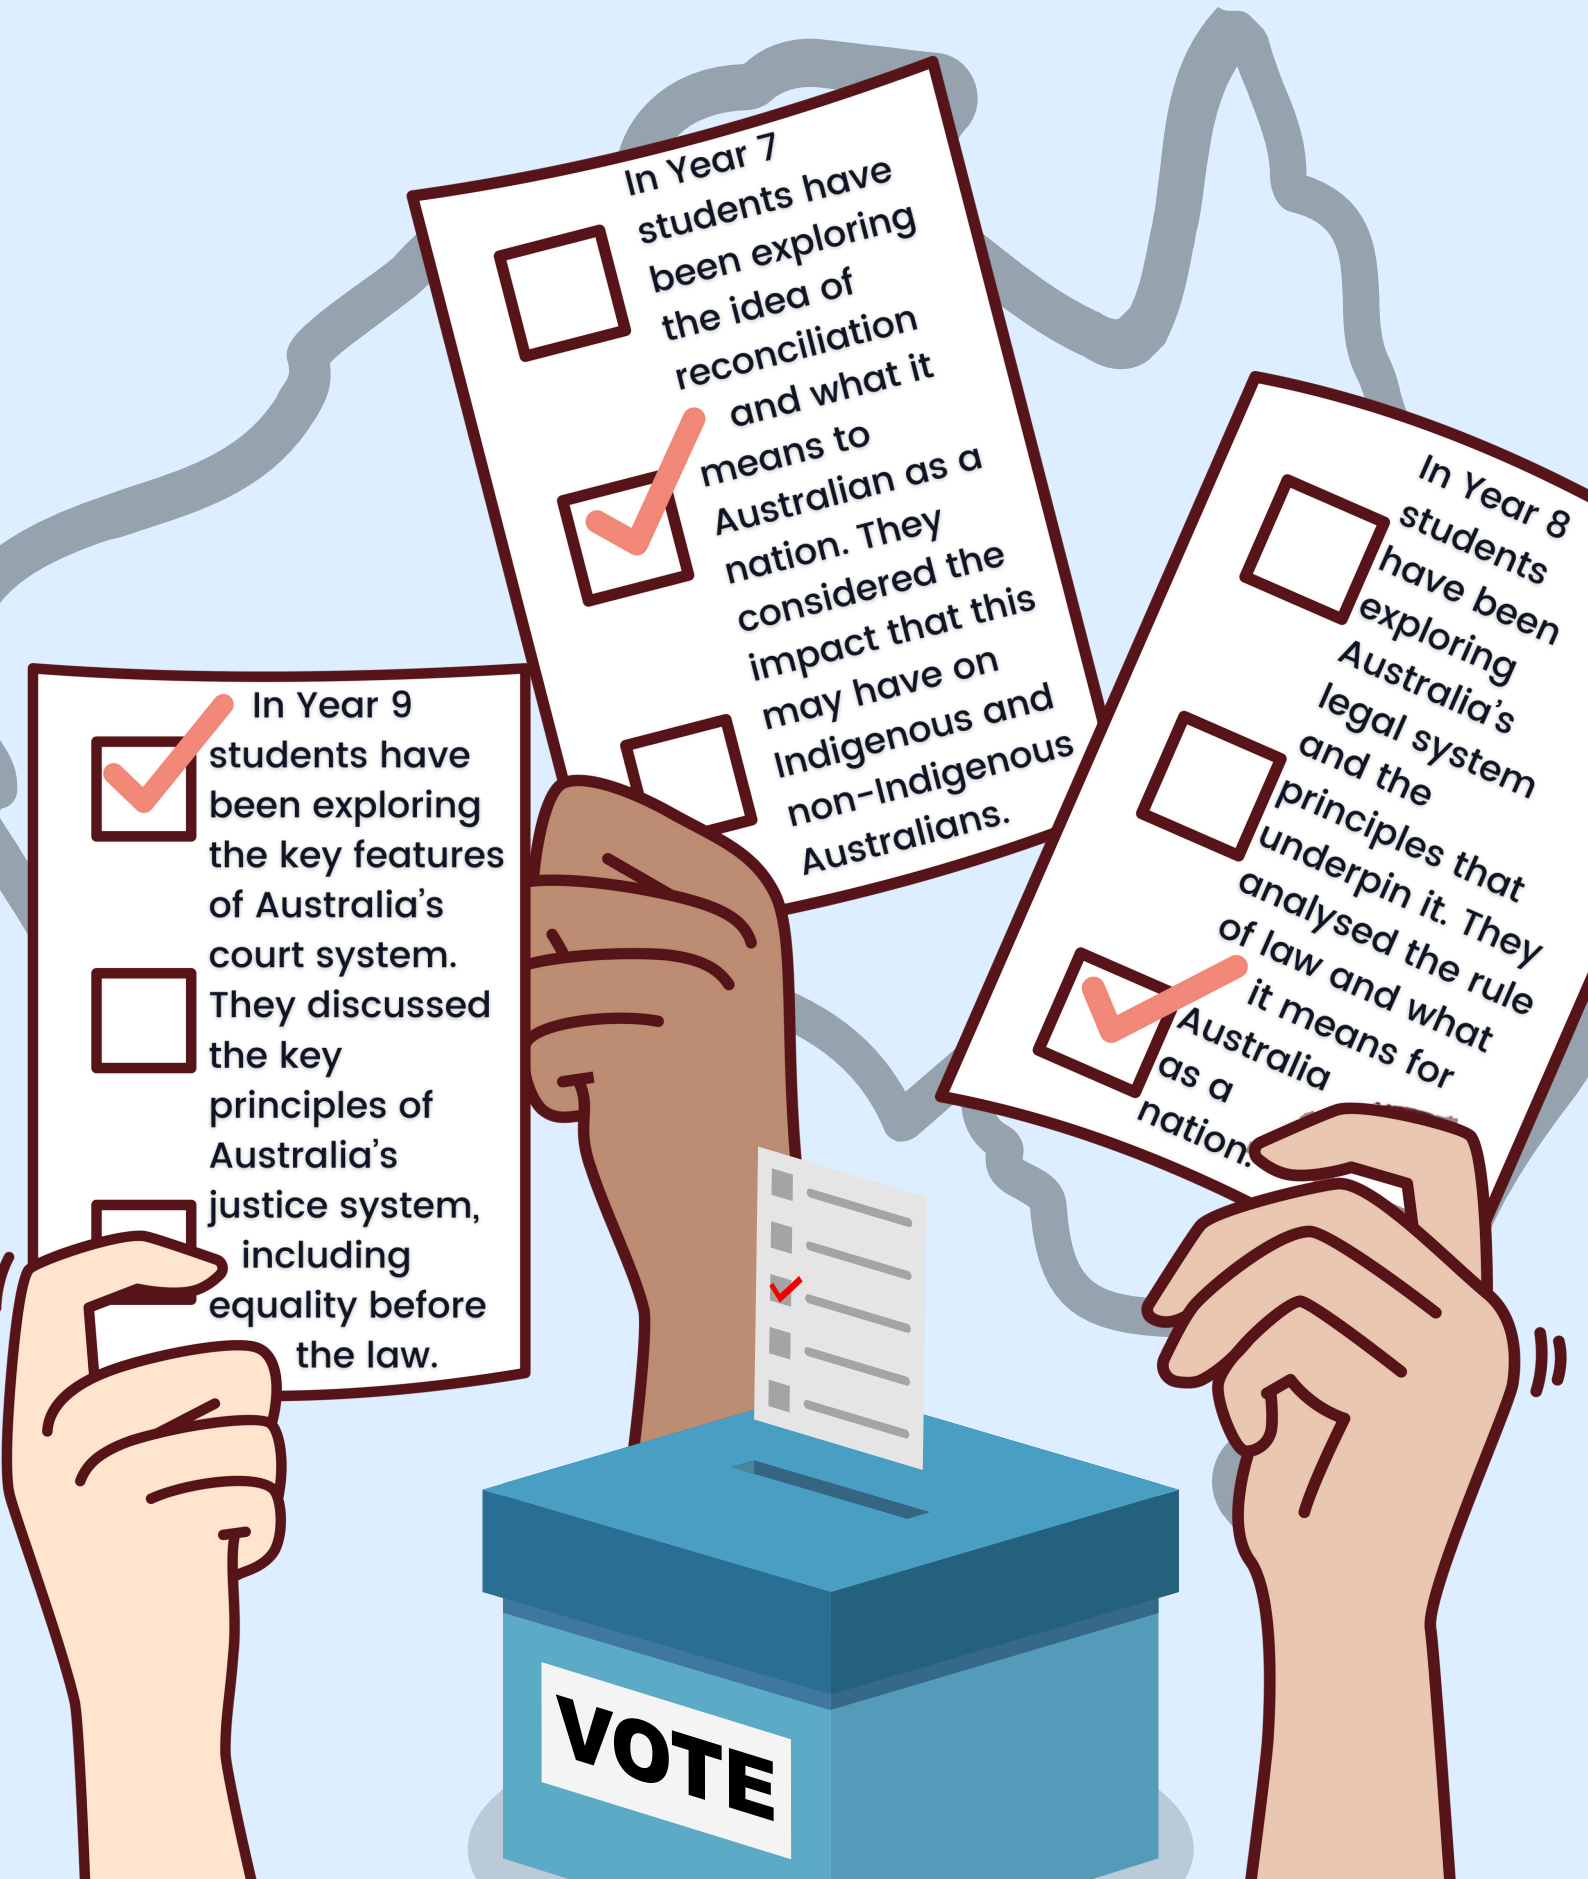 In Year 7
students have
been exploring
the idea of
reconciliation
and what it
means to
Australian as a
nation. They
considered the
impact that this
may have on
Indigenous and
non-Indigenous
Australians.
In Year 8
students
have been
exploring
Australia's
legal system
and the
principles that
underpin it. They
analysed the rule
of law and what
it means for
Australia
as a
nation.
In Year 9
students have
been exploring
the key features
of Australia's
court system.
They discussed
the key
principles of
Australia's
justice system,
including
equality before
the law.
VOTE